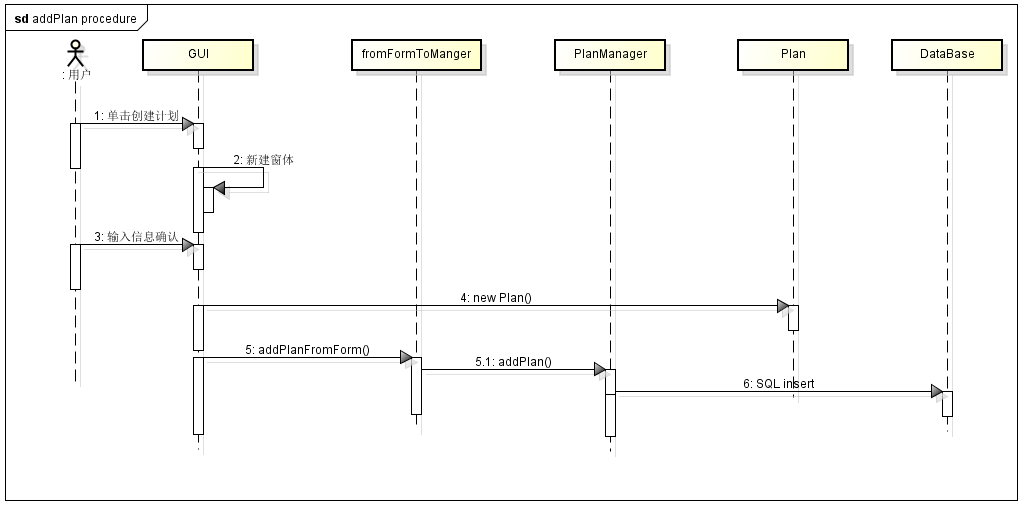 sd addPlan procedure
: 用户
GUI
fromFormToManger
PlanManager
Plan
DataBase
1: 单击创建计划
2: 新建窗体
3: 输入信息确认
4: new Plan()
5: addPlanFromForm()
5.1: addPlan()
6: SQL insert